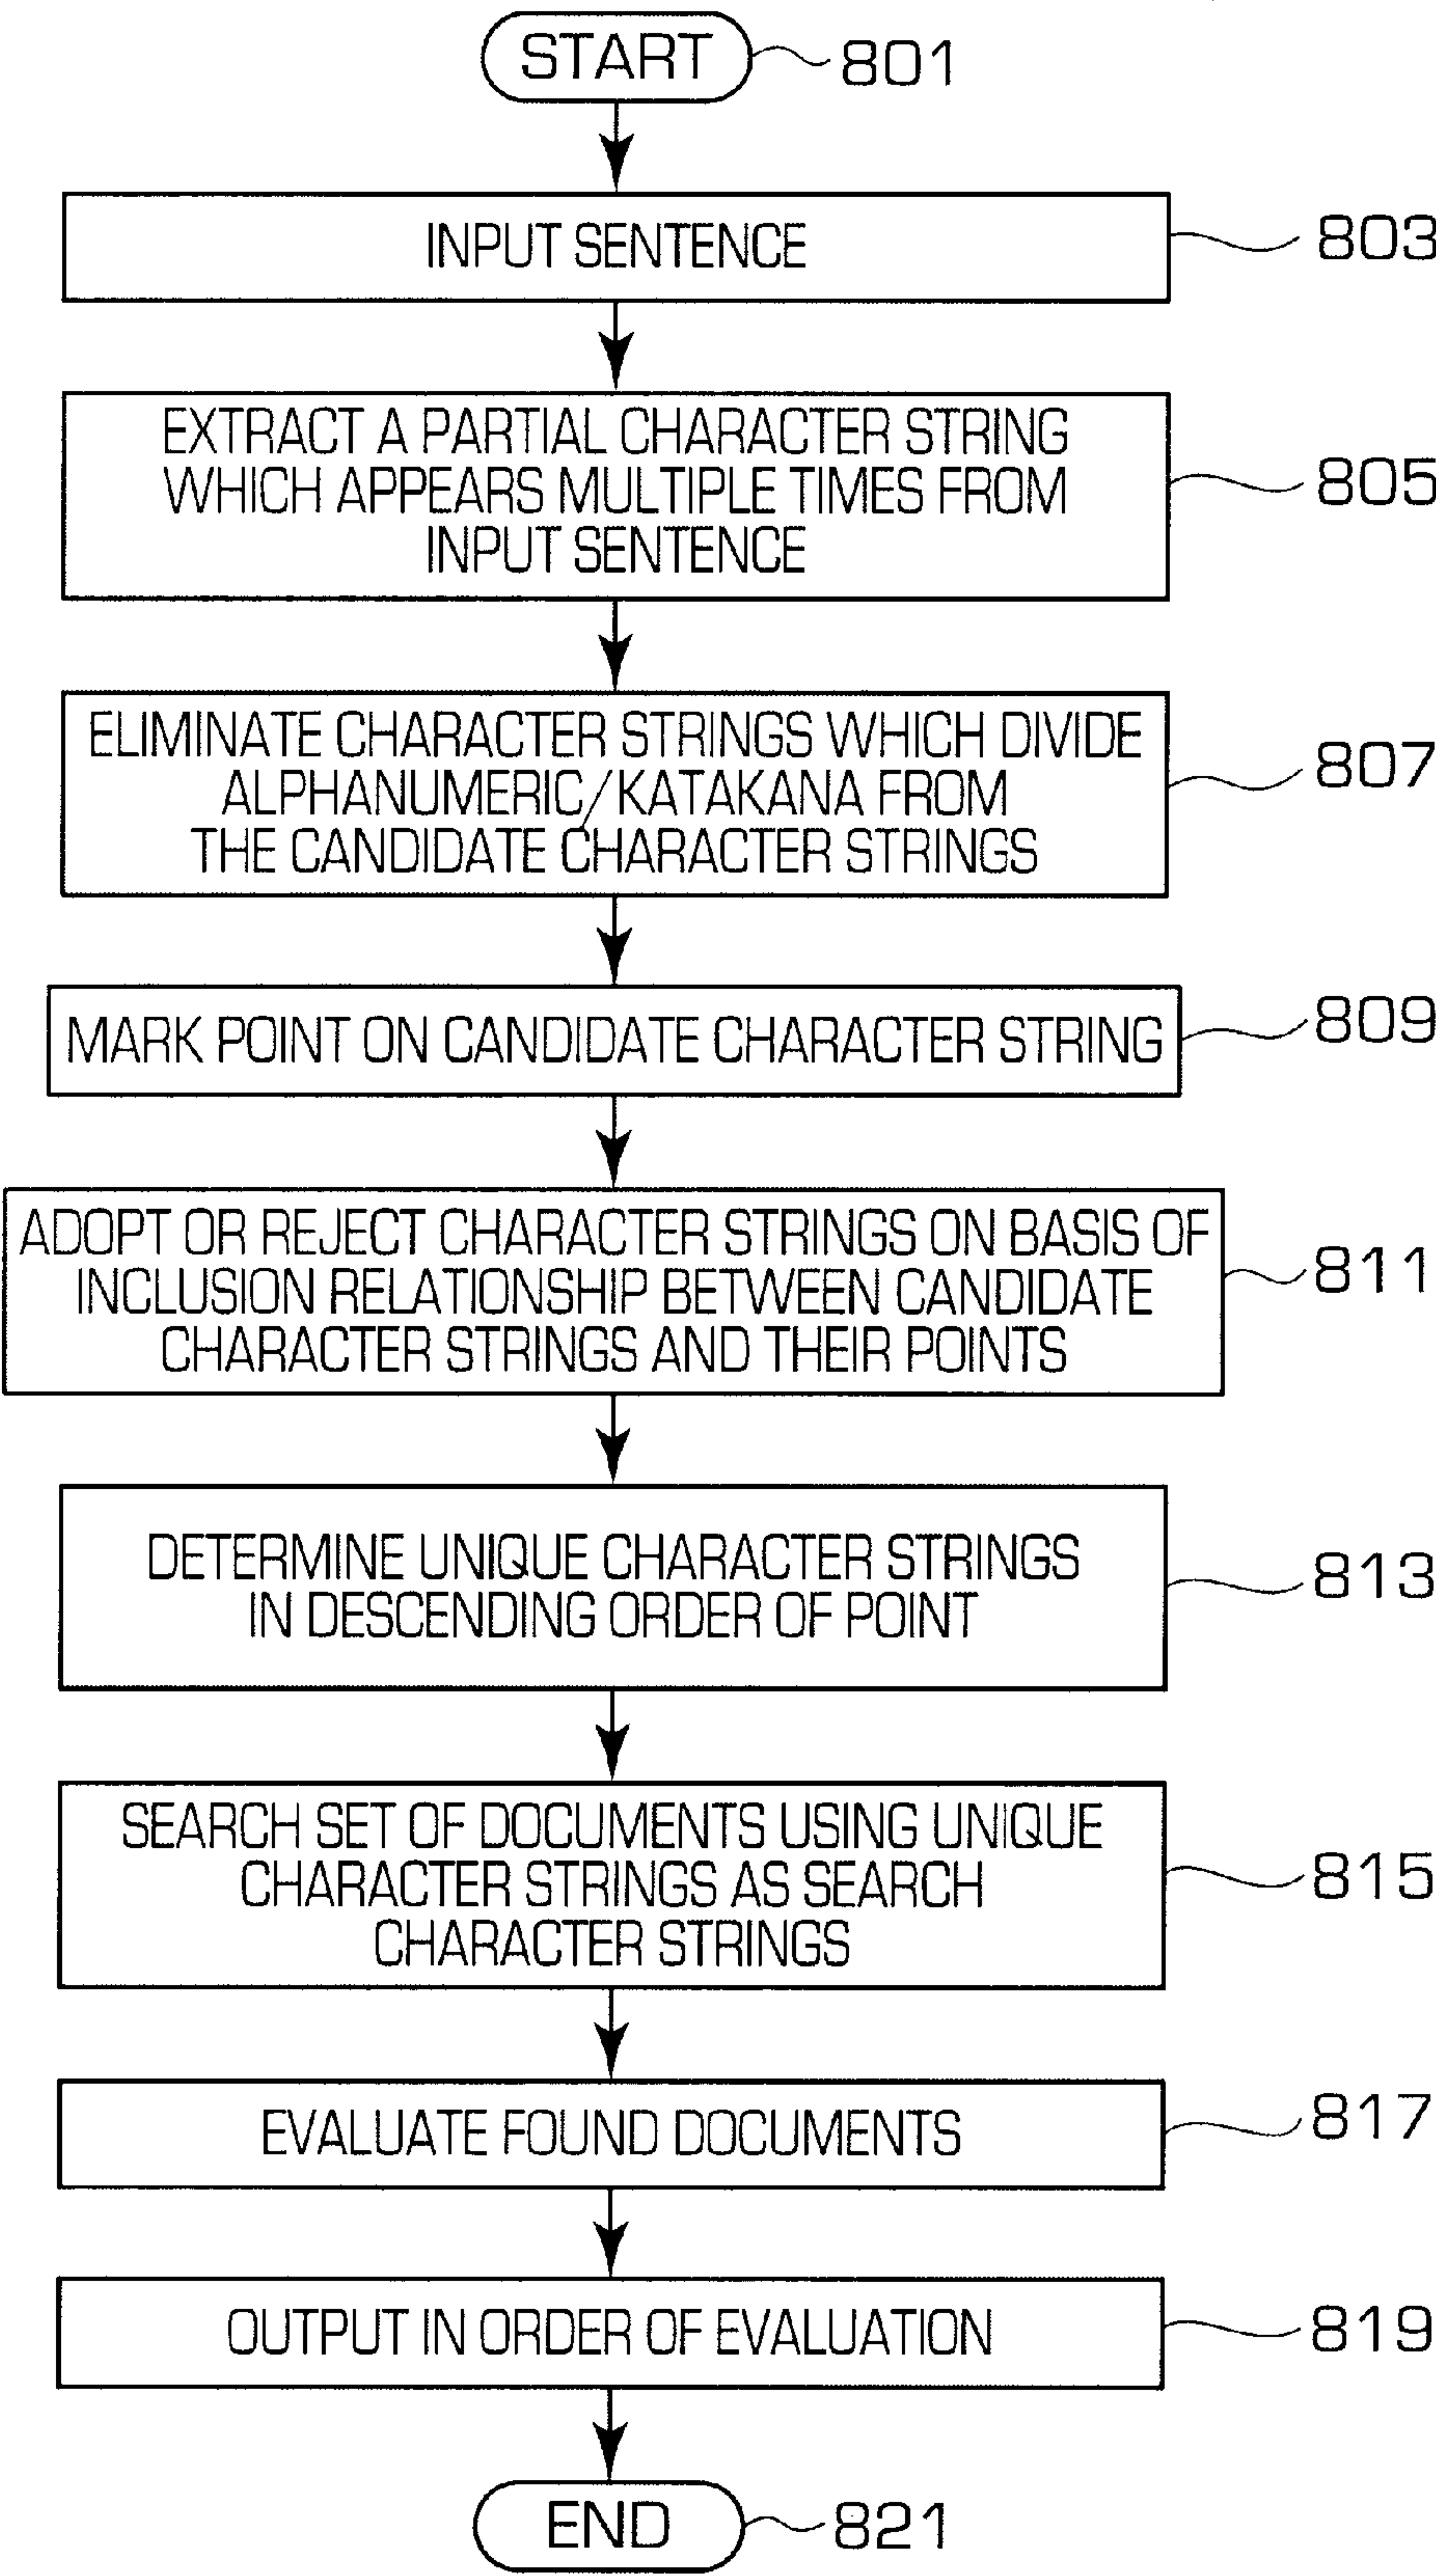 START 801
INPUT SENTENCE 803
EXTRACT A PARTIAL CHARACTER STRING
WHICH APPEARS MULTIPLE TIMES FROM 805
INPUT SENTENCE
ELIMINATE CHARACTER STRINGS WHICH DIVIDE
ALPHANUMERIC/KATAKANA FROM 807
THE CANDIDATE CHARACTER STRINGS
MARK POINT ON CANDIDATE CHARACTER STRING 809
ADOPT OR REJECT CHARACTER STRINGS ON BASIS OF
INCLUSION RELATIONSHIP BETWEEN CANDIDATE 811
CHARACTER STRINGS AND THEIR POINTS
DETERMINE UNIQUE CHARACTER STRINGS 813
IN DESCENDING ORDER OF POINT
SEARCH SET OF DOCUMENTS USING UNIQUE
CHARACTER STRINGS AS SEARCH 815
CHARACTER STRINGS
EVALUATE FOUND DOCUMENTS 817
OUTPUT IN ORDER OF EVALUATION 819
END 821